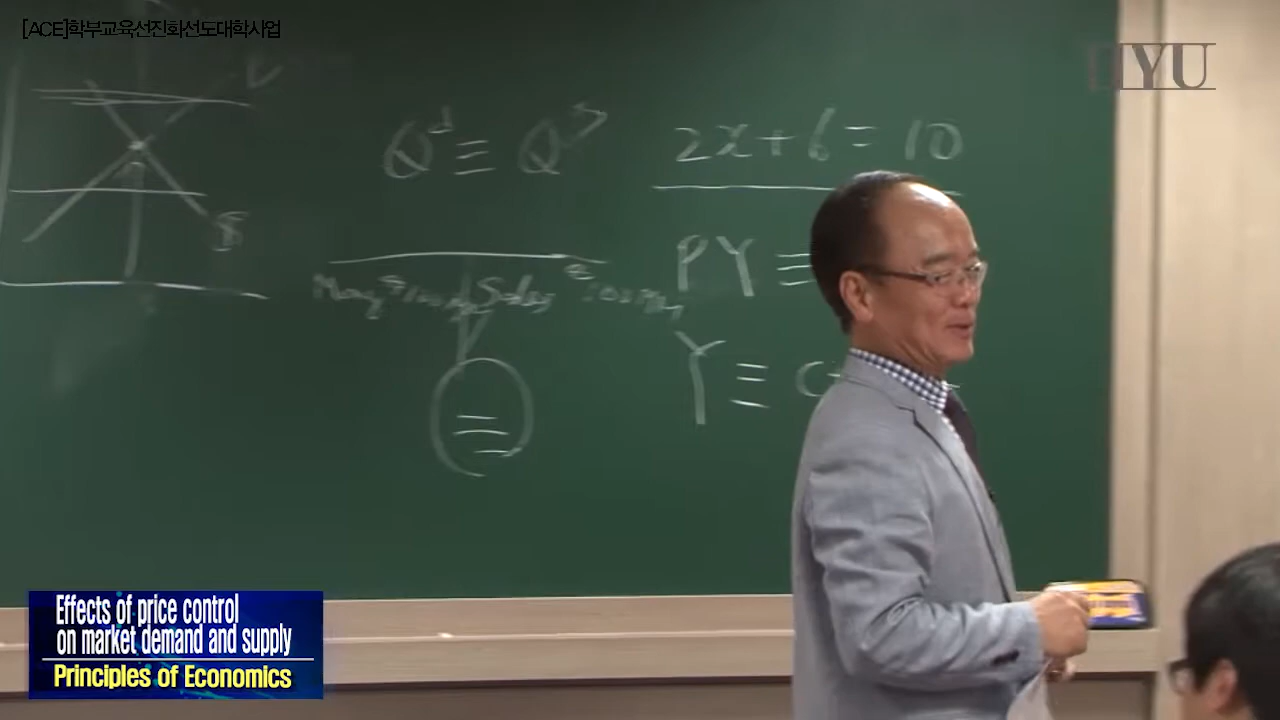 [ACE]학부교육선진화선도대학사업
HYU
Q^d ≡ Q^s
2x+6=10
PY ≡
Y ≡ C
Effects of price control
on market demand and supply
Principles of Economics